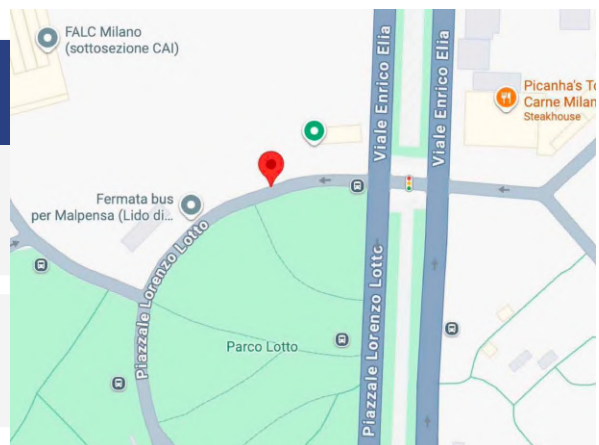 FALC Milano
(sottosezione CAI)
Viale Enrico Elia
Viale Enrico Elia
Picanha's To
Carne Milan
Steakhouse
Fermata bus
per Malpensa (Lido di...
Piazzale Lorenzo Lotto
Parco Lotto
Piazzale Lorenzo Lotto